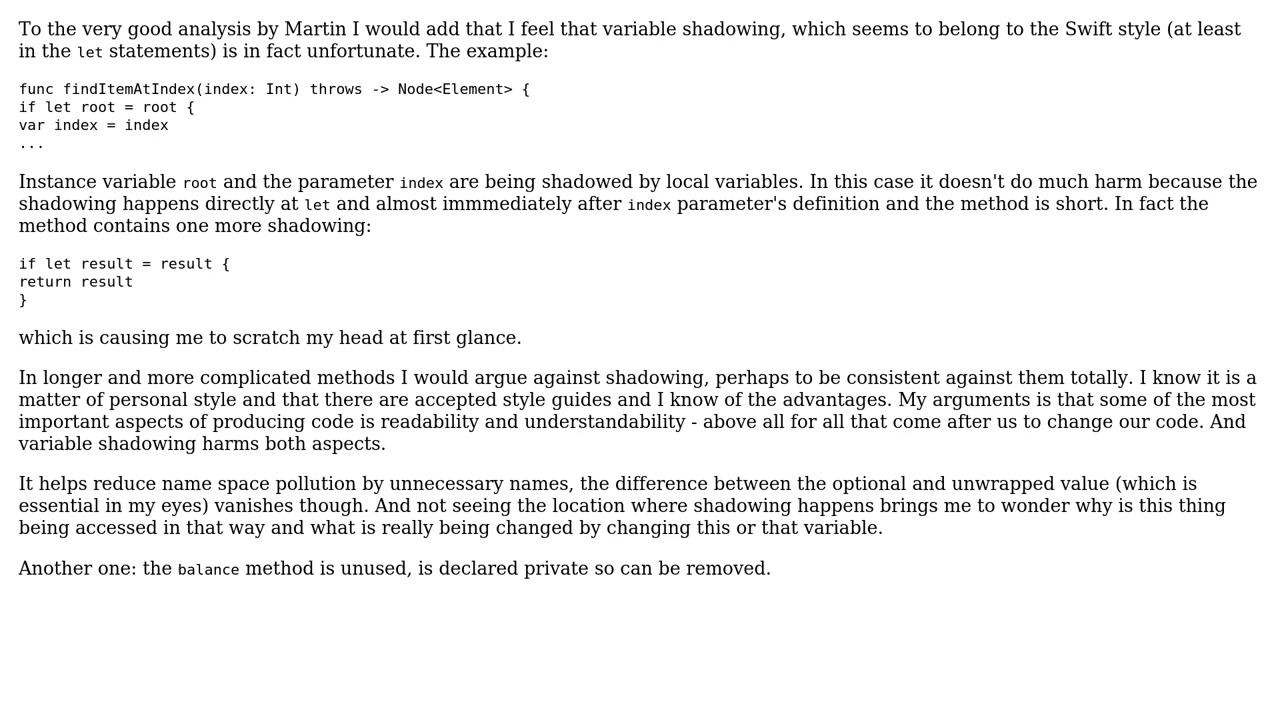 To the very good analysis by Martin I would add that I feel that variable shadowing, which seems to belong to the Swift style (at least
in the let statements) is in fact unfortunate. The example:
func findItemAtIndex(index: Int) throws -> Node<Element> {
if let root = root {
var index = index
...
Instance variable root and the parameter index are being shadowed by local variables. In this case it doesn't do much harm because the
shadowing happens directly at let and almost immmediately after index parameter's definition and the method is short. In fact the
method contains one more shadowing:
if let result = result {
return result
}
which is causing me to scratch my head at first glance.
In longer and more complicated methods I would argue against shadowing, perhaps to be consistent against them totally. I know it is a
matter of personal style and that there are accepted style guides and I know of the advantages. My arguments is that some of the most
important aspects of producing code is readability and understandability - above all for all that come after us to change our code. And
variable shadowing harms both aspects.
It helps reduce name space pollution by unnecessary names, the difference between the optional and unwrapped value (which is
essential in my eyes) vanishes though. And not seeing the location where shadowing happens brings me to wonder why is this thing
being accessed in that way and what is really being changed by changing this or that variable.
Another one: the balance method is unused, is declared private so can be removed.